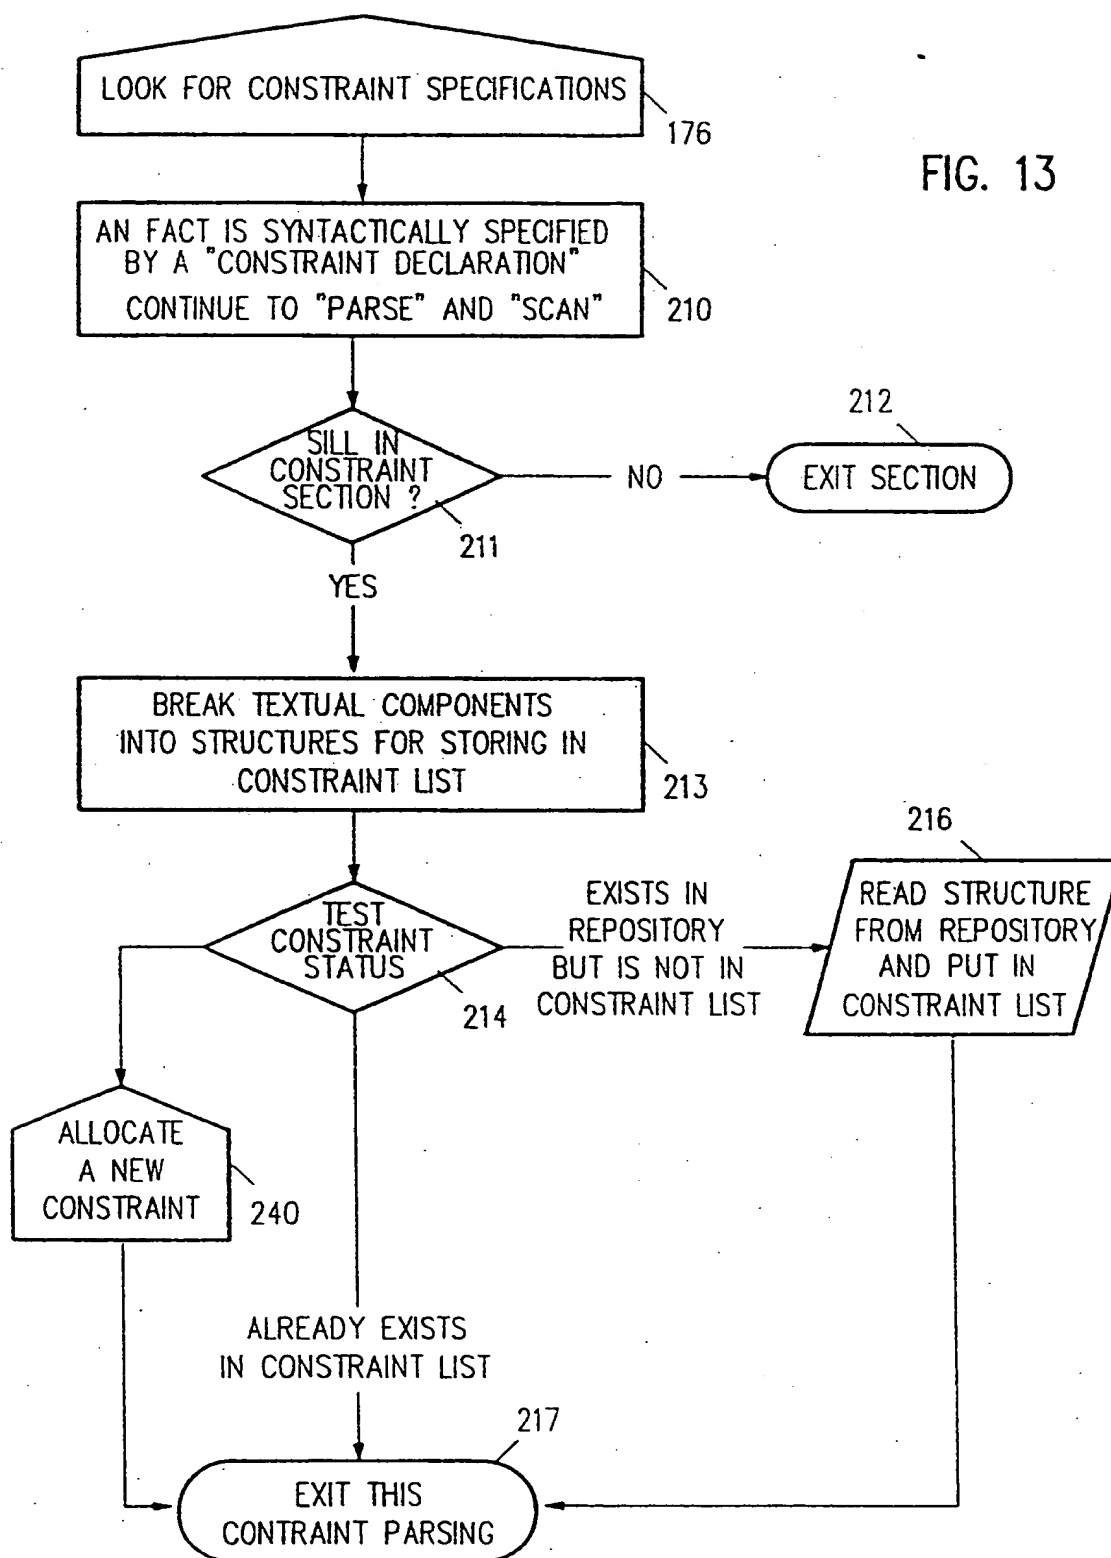 LOOK FOR CONSTRAINT SPECIFICATIONS
176
FIG. 13
AN FACT IS SYNTACTICALLY SPECIFIED
BY A "CONSTRAINT DECLARATION"
CONTINUE TO "PARSE" AND "SCAN"
210
SILL IN
CONSTRAINT
SECTION ?
211
NO
212
EXIT SECTION
YES
BREAK TEXTUAL COMPONENTS
INTO STRUCTURES FOR STORING IN
CONSTRAINT LIST
213
TEST
CONSTRAINT
STATUS
214
EXISTS IN
REPOSITORY
BUT IS NOT IN
CONSTRAINT LIST
216
READ STRUCTURE
FROM REPOSITORY
AND PUT IN
CONSTRAINT LIST
ALLOCATE
A NEW
CONSTRAINT
240
ALREADY EXISTS
IN CONSTRAINT LIST
217
EXIT THIS
CONTRAINT PARSING